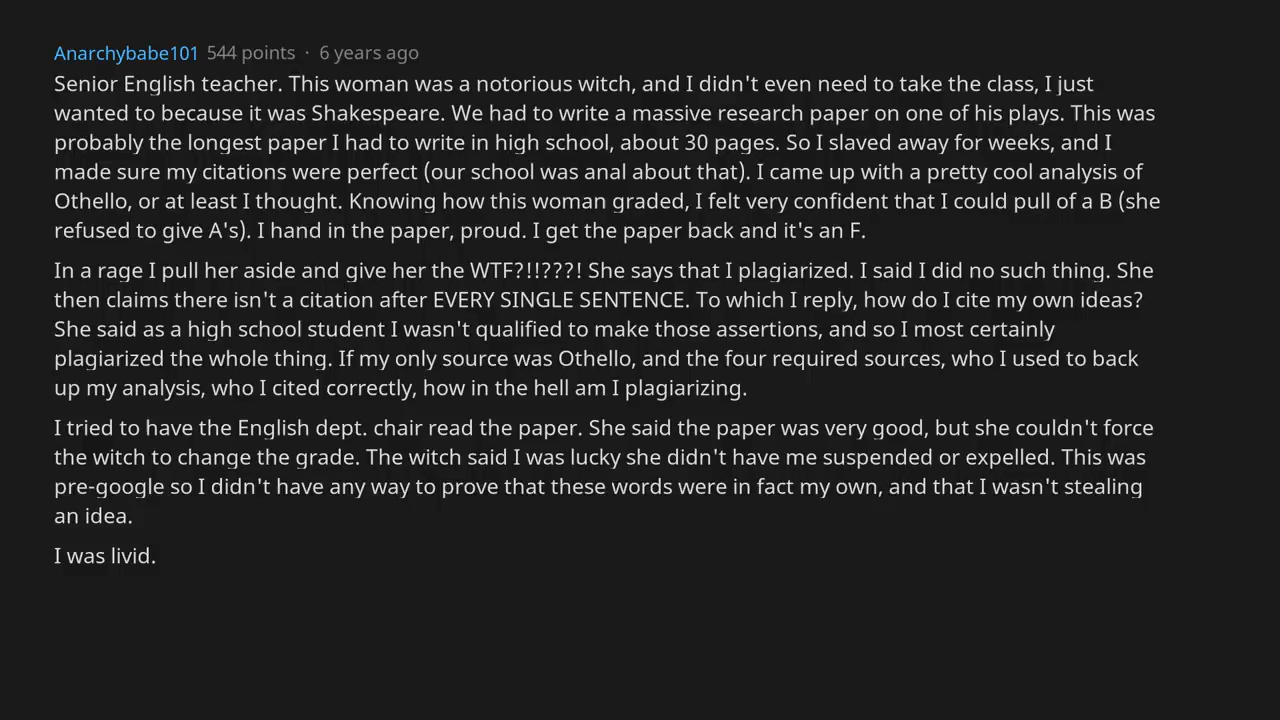 Anarchybabe101 544 points · 6 years ago
Senior English teacher. This woman was a notorious witch, and I didn't even need to take the class, I just
wanted to because it was Shakespeare. We had to write a massive research paper on one of his plays. This was
probably the longest paper I had to write in high school, about 30 pages. So I slaved away for weeks, and I
made sure my citations were perfect (our school was anal about that). I came up with a pretty cool analysis of
Othello, or at least I thought. Knowing how this woman graded, I felt very confident that I could pull of a B (she
refused to give A's). I hand in the paper, proud. I get the paper back and it's an F.
In a rage I pull her aside and give her the WTF?!!???! She says that I plagiarized. I said I did no such thing. She
then claims there isn't a citation after EVERY SINGLE SENTENCE. To which I reply, how do I cite my own ideas?
She said as a high school student I wasn't qualified to make those assertions, and so I most certainly
plagiarized the whole thing. If my only source was Othello, and the four required sources, who I used to back
up my analysis, who I cited correctly, how in the hell am I plagiarizing.
I tried to have the English dept. chair read the paper. She said the paper was very good, but she couldn't force
the witch to change the grade. The witch said I was lucky she didn't have me suspended or expelled. This was
pre-google so I didn't have any way to prove that these words were in fact my own, and that I wasn't stealing
an idea.
I was livid.